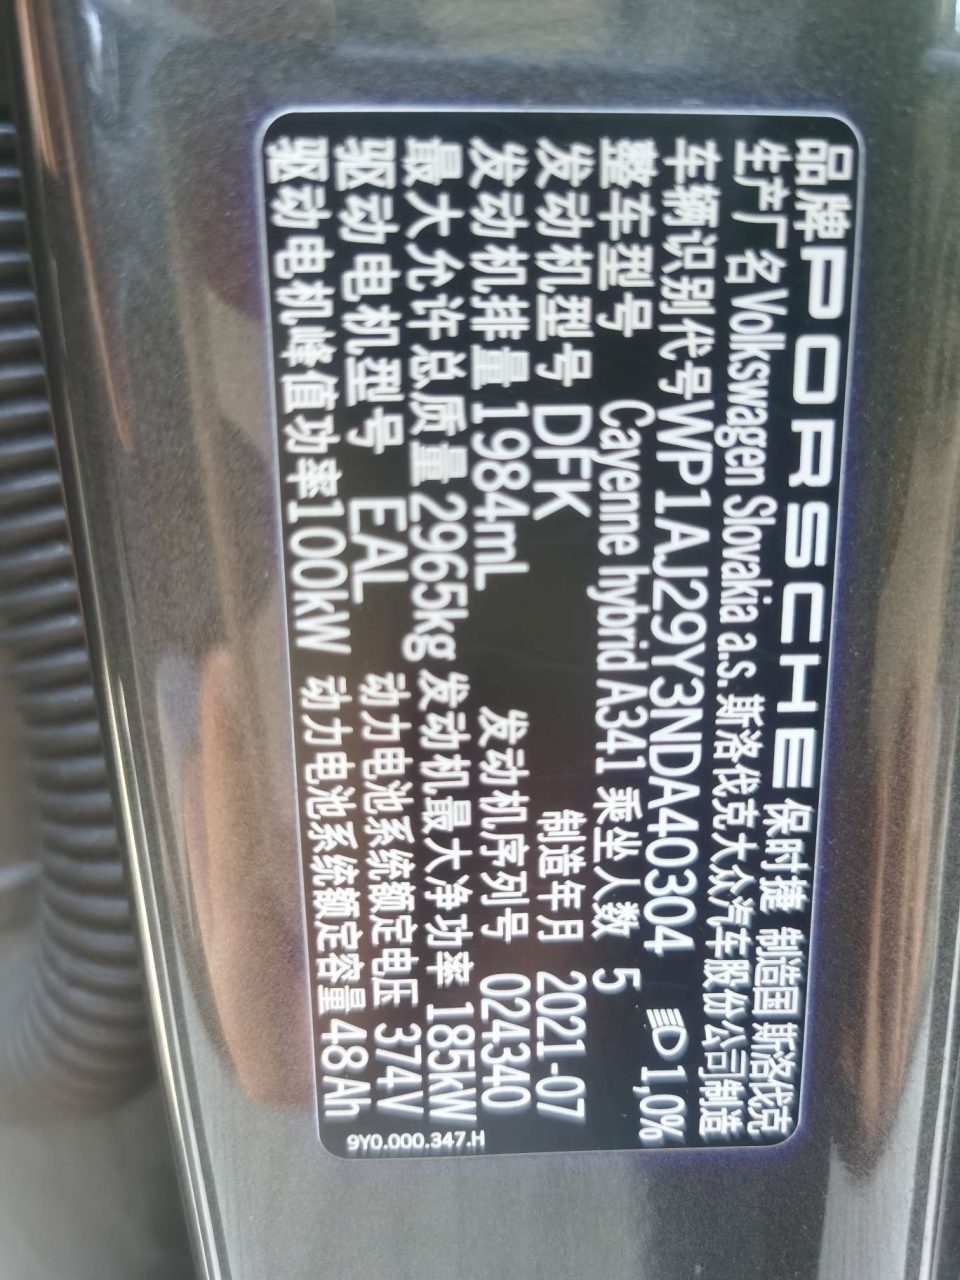 品牌 PORSCHE 保时捷 制造国 斯洛伐克
生产厂名 Volkswagen Slovakia a.s. 斯洛伐克大众汽车股份公司制造
车辆识别代号 WP1AJ29Y3NDA40304 1,0%
整车型号 Cayenne hybrid A341 乘坐人数 5
发动机型号 DFK 制造年月 2021-07
发动机排量 1984mL 发动机序列号 024340
最大允许总质量 2965kg 发动机最大净功率 185kW
驱动电机型号 EAL 动力电池系统额定电压 374V
驱动电机峰值功率 100kW 动力电池系统额定容量 48Ah
9Y0.000.347.H